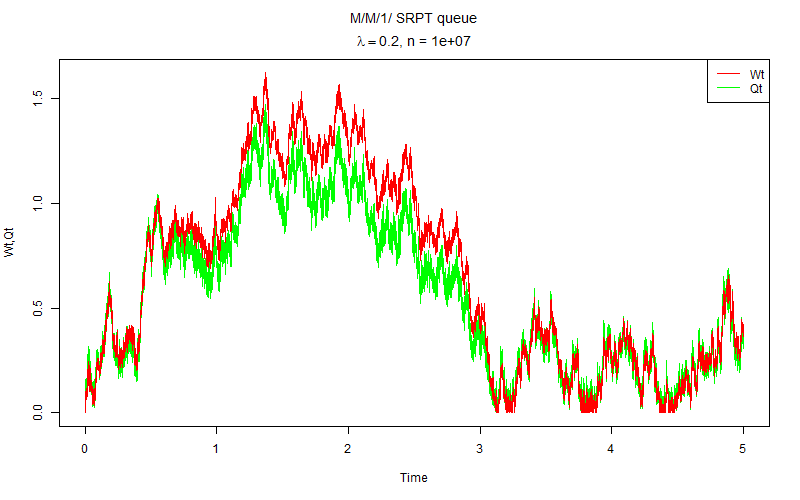 M/M/1/ SRPT queue
λ = 0.2, n = 1e+07
Wt
Qt
Wt,Qt
1.5
1.0
0.5
0.0
0 1 2 3 4 5
Time